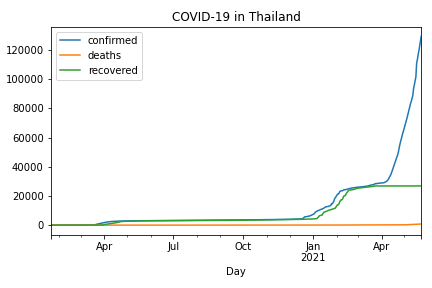 COVID-19 in Thailand
confirmed
deaths
recovered
120000
100000
80000
60000
40000
20000
0
Apr
Jul
Oct
Jan
2021
Apr
Day